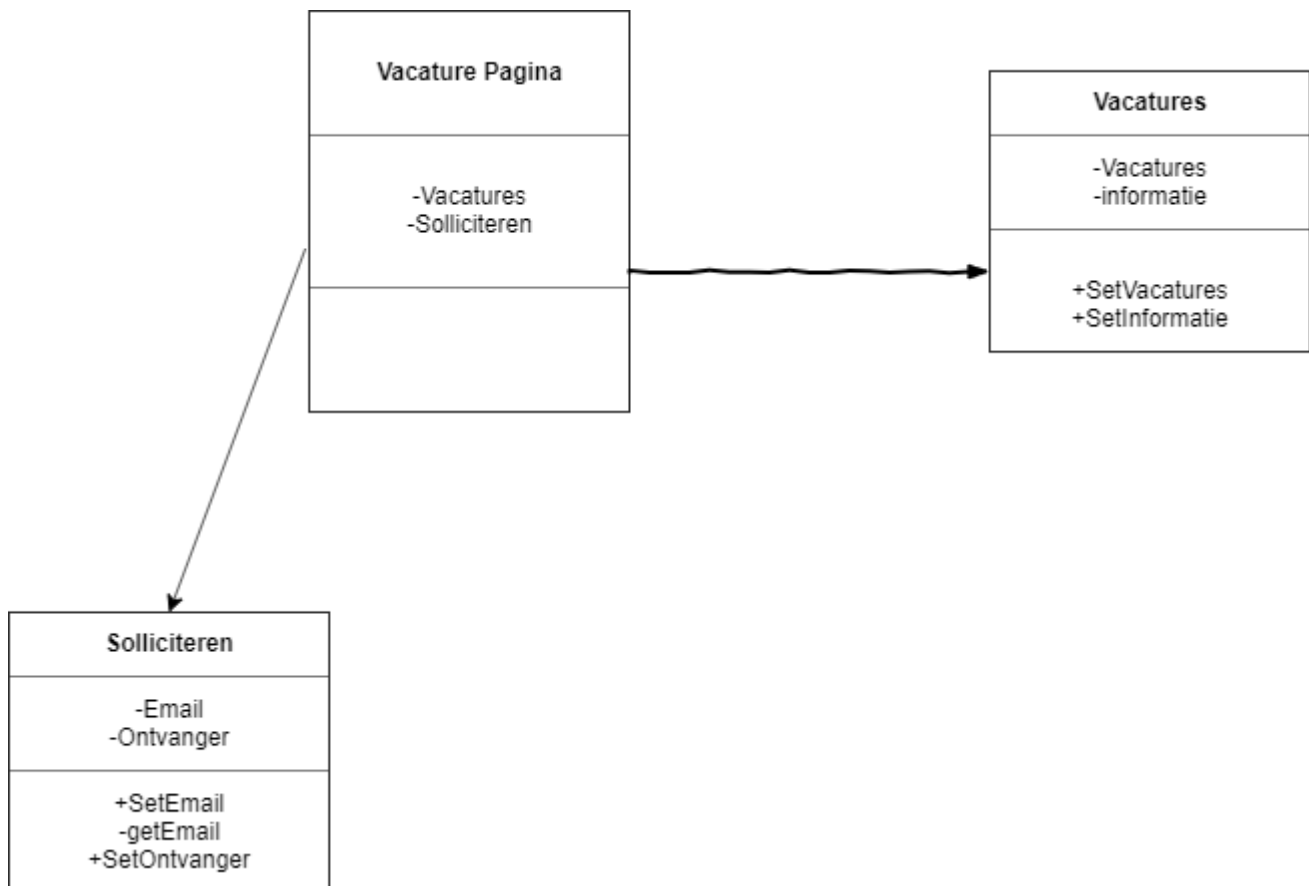 Vacature Pagina
-Vacatures
-Solliciteren
Vacatures
-Vacatures
-informatie
+SetVacatures
+SetInformatie
Solliciteren
-Email
-Ontvanger
+SetEmail
-getEmail
+SetOntvanger